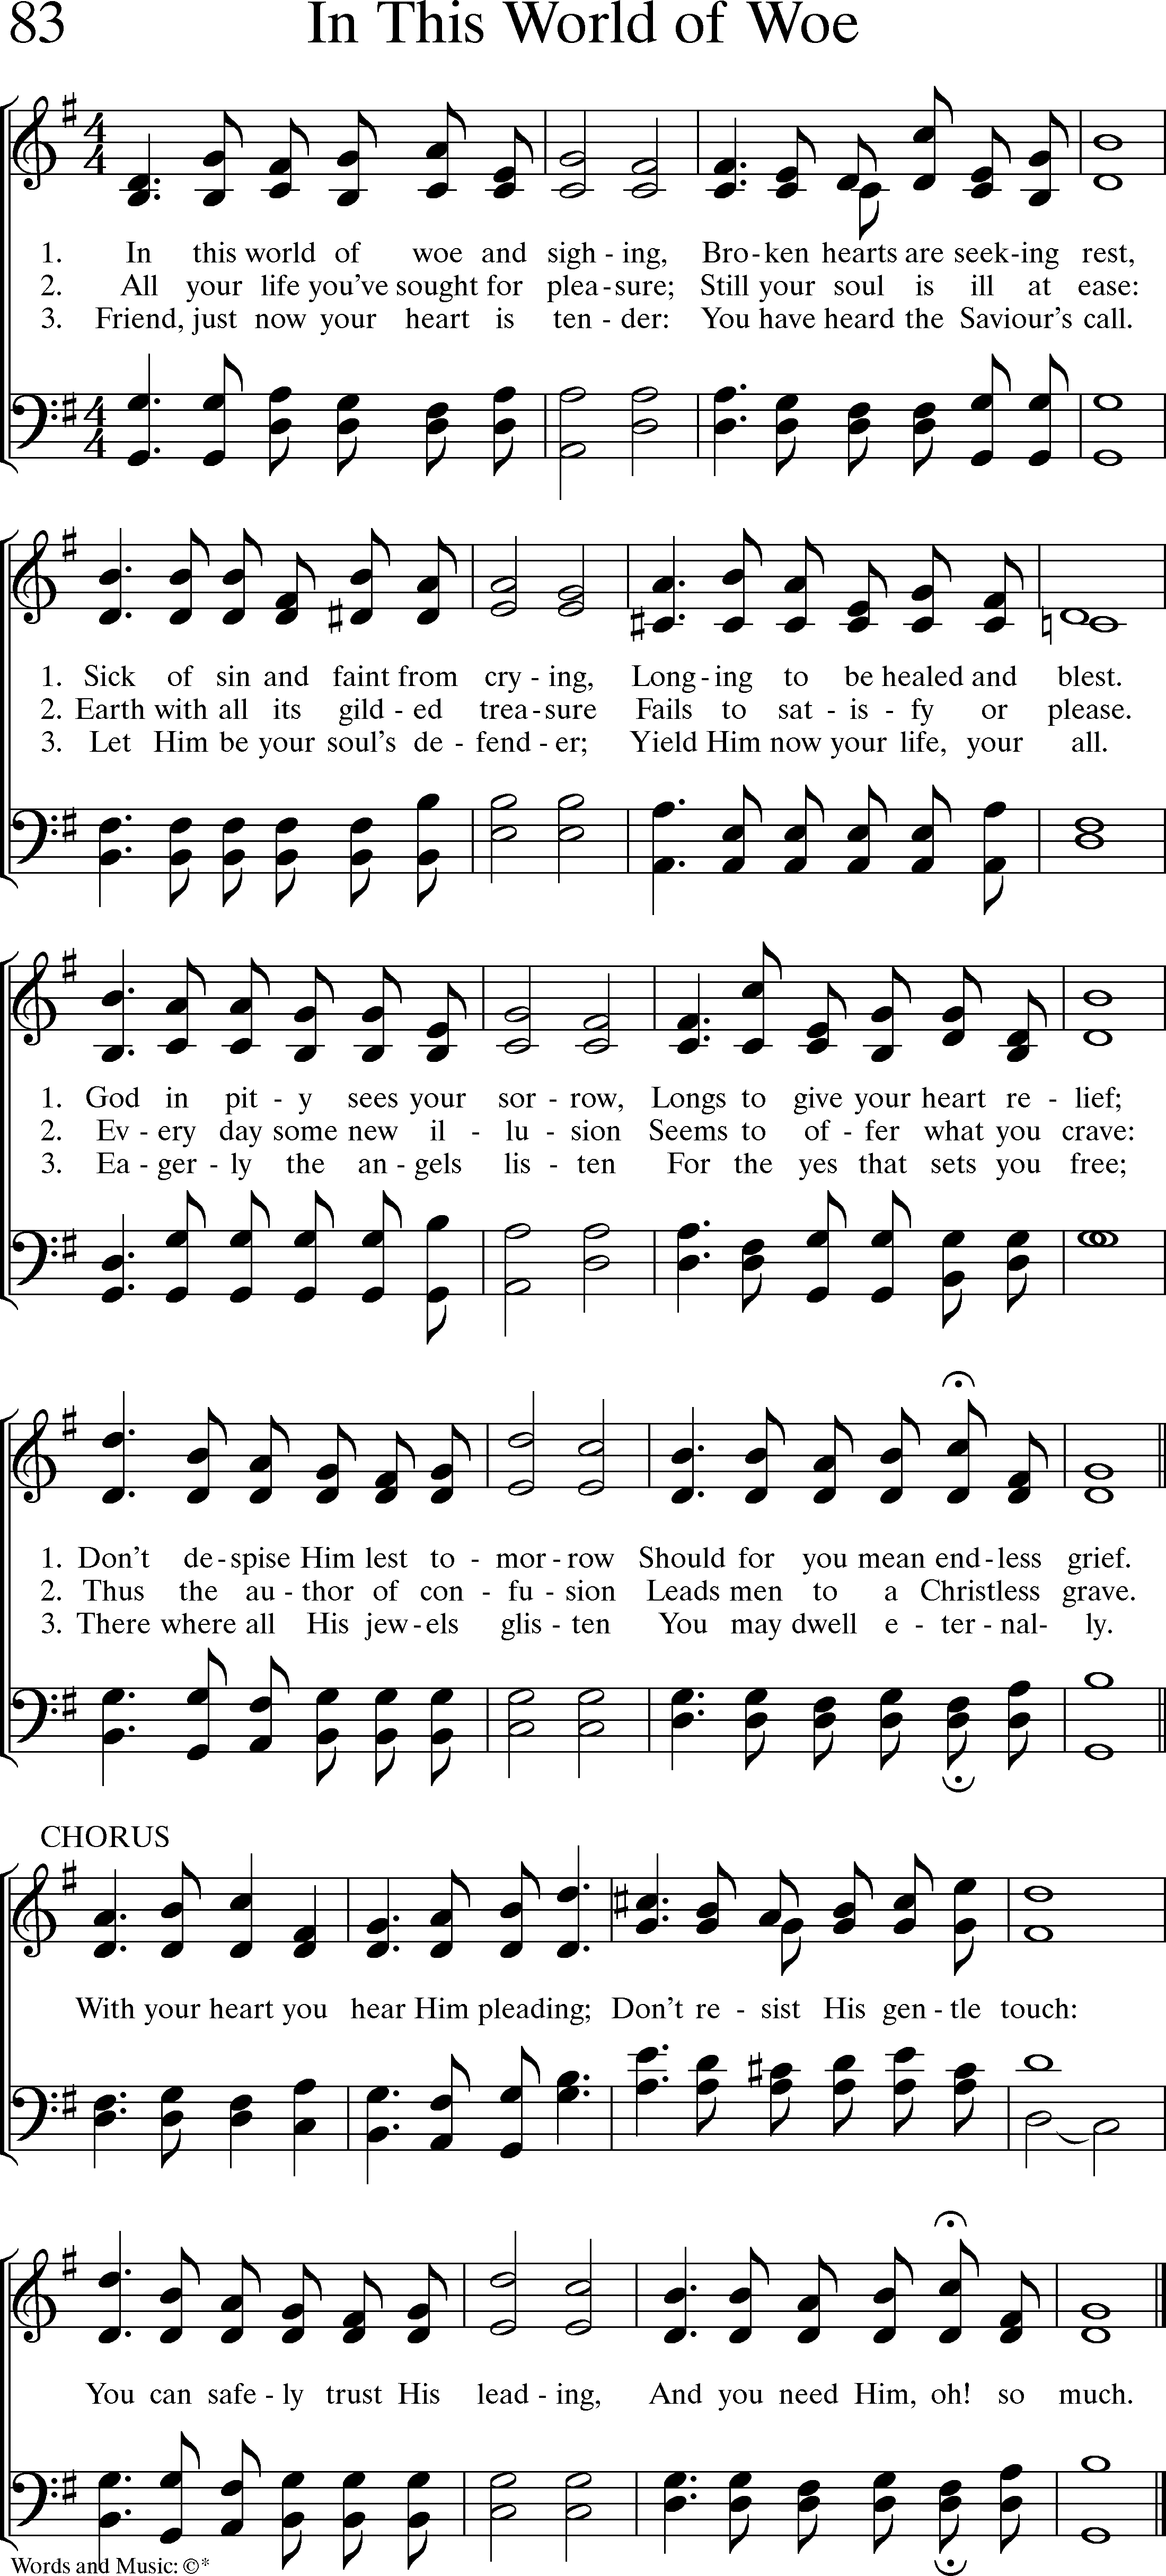 83 In This World of Woe
1. In this world of woe and sigh - ing, Bro - ken hearts are seek - ing rest,
2. All your life you've sought for plea - sure; Still your soul is ill at ease:
3. Friend, just now your heart is ten - der: You have heard the Saviour's call.
1. Sick of sin and faint from cry - ing, Long - ing to be healed and blest.
2. Earth with all its gild - ed trea - sure Fails to sat - is - fy or please.
3. Let Him be your soul's de - fend - er; Yield Him now your life, your all.
1. God in pit - y sees your sor - row, Longs to give your heart re - lief;
2. Ev - ery day some new il - lu - sion Seems to of - fer what you crave:
3. Ea - ger - ly the an - gels lis - ten For the yes that sets you free;
1. Don't de - spise Him lest to - mor - row Should for you mean end - less grief.
2. Thus the au - thor of con - fu - sion Leads men to a Christless grave.
3. There where all His jew - els glis - ten You may dwell e - ter - nal- ly.
CHORUS
With your heart you hear Him pleading; Don't re - sist His gen - tle touch:
You can safe - ly trust His lead - ing, And you need Him, oh! so much.
Words and Music: ©*